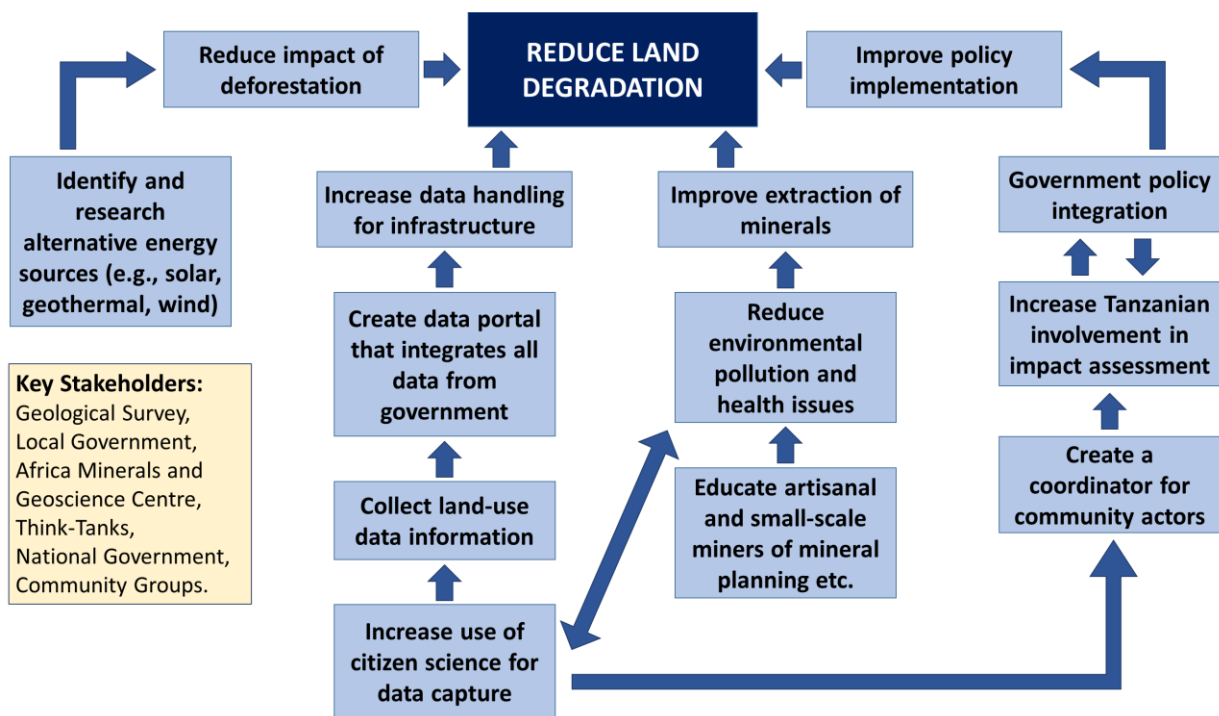 Reduce impact of
deforestation
REDUCE LAND
DEGRADATION
Improve policy
implementation
Identify and
research
alternative energy
sources (e.g., solar,
geothermal, wind)
Increase data handling
for infrastructure
Improve extraction of
minerals
Government policy
integration
Create data portal
that integrates all
data from
government
Reduce
environmental
pollution and
health issues
Increase Tanzanian
involvement in
impact assessment
Key Stakeholders:
Geological Survey,
Local Government,
Africa Minerals and
Geoscience Centre,
Think-Tanks,
National Government,
Community Groups.
Collect land-use
data information
Educate artisanal
and small-scale
miners of mineral
planning etc.
Create a
coordinator for
community actors
Increase use of
citizen science for
data capture